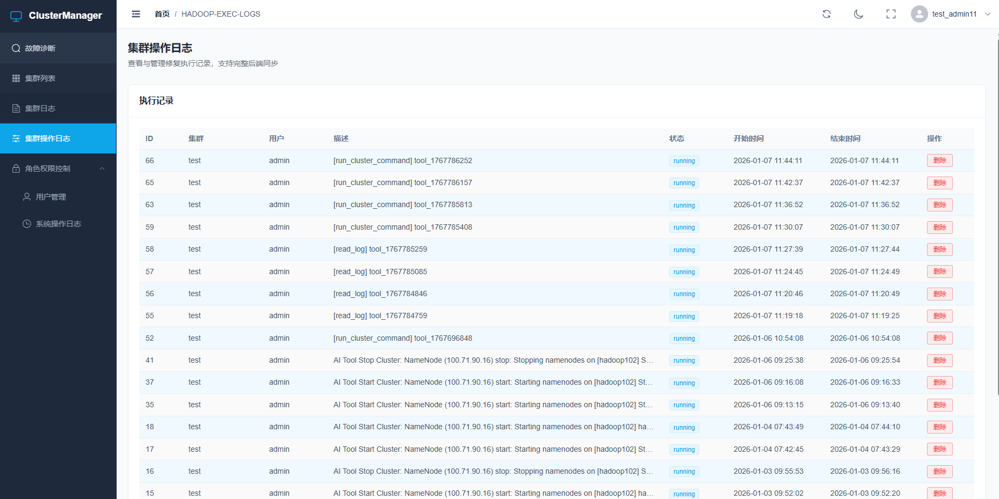 ClusterManager
首页 / HADOOP-EXEC-LOGS
test_admin11
故障诊断
集群列表
集群日志
集群操作日志
角色权限控制
用户管理
系统操作日志
集群操作日志
查看与管理修复执行记录，支持完整后端同步
执行记录
ID 集群 用户 描述 状态 开始时间 结束时间 操作
66 test admin [run_cluster_command] tool_1767786252 running 2026-01-07 11:44:11 2026-01-07 11:44:11 删除
65 test admin [run_cluster_command] tool_1767786157 running 2026-01-07 11:42:37 2026-01-07 11:42:37 删除
63 test admin [run_cluster_command] tool_1767785813 running 2026-01-07 11:36:52 2026-01-07 11:36:52 删除
59 test admin [run_cluster_command] tool_1767785408 running 2026-01-07 11:30:07 2026-01-07 11:30:07 删除
58 test admin [read_log] tool_1767785259 running 2026-01-07 11:27:39 2026-01-07 11:27:44 删除
57 test admin [read_log] tool_1767785085 running 2026-01-07 11:24:45 2026-01-07 11:24:49 删除
56 test admin [read_log] tool_1767784846 running 2026-01-07 11:20:46 2026-01-07 11:20:49 删除
55 test admin [read_log] tool_1767784759 running 2026-01-07 11:19:18 2026-01-07 11:19:25 删除
52 test admin [run_cluster_command] tool_1767696848 running 2026-01-06 10:54:08 2026-01-06 10:54:08 删除
41 test admin AI Tool Stop Cluster: NameNode (100.71.90.16) stop: Stopping namenodes on [hadoop102] S... running 2026-01-06 09:25:38 2026-01-06 09:25:54 删除
37 test admin AI Tool Start Cluster: NameNode (100.71.90.16) start: Starting namenodes on [hadoop102] St... running 2026-01-06 09:16:08 2026-01-06 09:16:33 删除
35 test admin AI Tool Start Cluster: NameNode (100.71.90.16) start: Starting namenodes on [hadoop102] St... running 2026-01-06 09:13:15 2026-01-06 09:13:40 删除
18 test admin AI Tool Start Cluster: NameNode (100.71.90.16) start: Starting namenodes on [hadoop102] ha... running 2026-01-04 07:43:49 2026-01-04 07:44:10 删除
17 test admin AI Tool Start Cluster: NameNode (100.71.90.16) start: Starting namenodes on [hadoop102] St... running 2026-01-04 07:42:45 2026-01-04 07:43:29 删除
16 test admin AI Tool Stop Cluster: NameNode (100.71.90.16) stop: Stopping namenodes on [hadoop102] S... running 2026-01-03 09:55:53 2026-01-03 09:56:16 删除
15 test admin AI Tool Start Cluster: NameNode (100.71.90.16) start: Starting namenodes on [hadoop102] ha... running 2026-01-03 09:52:02 2026-01-03 09:52:20 删除